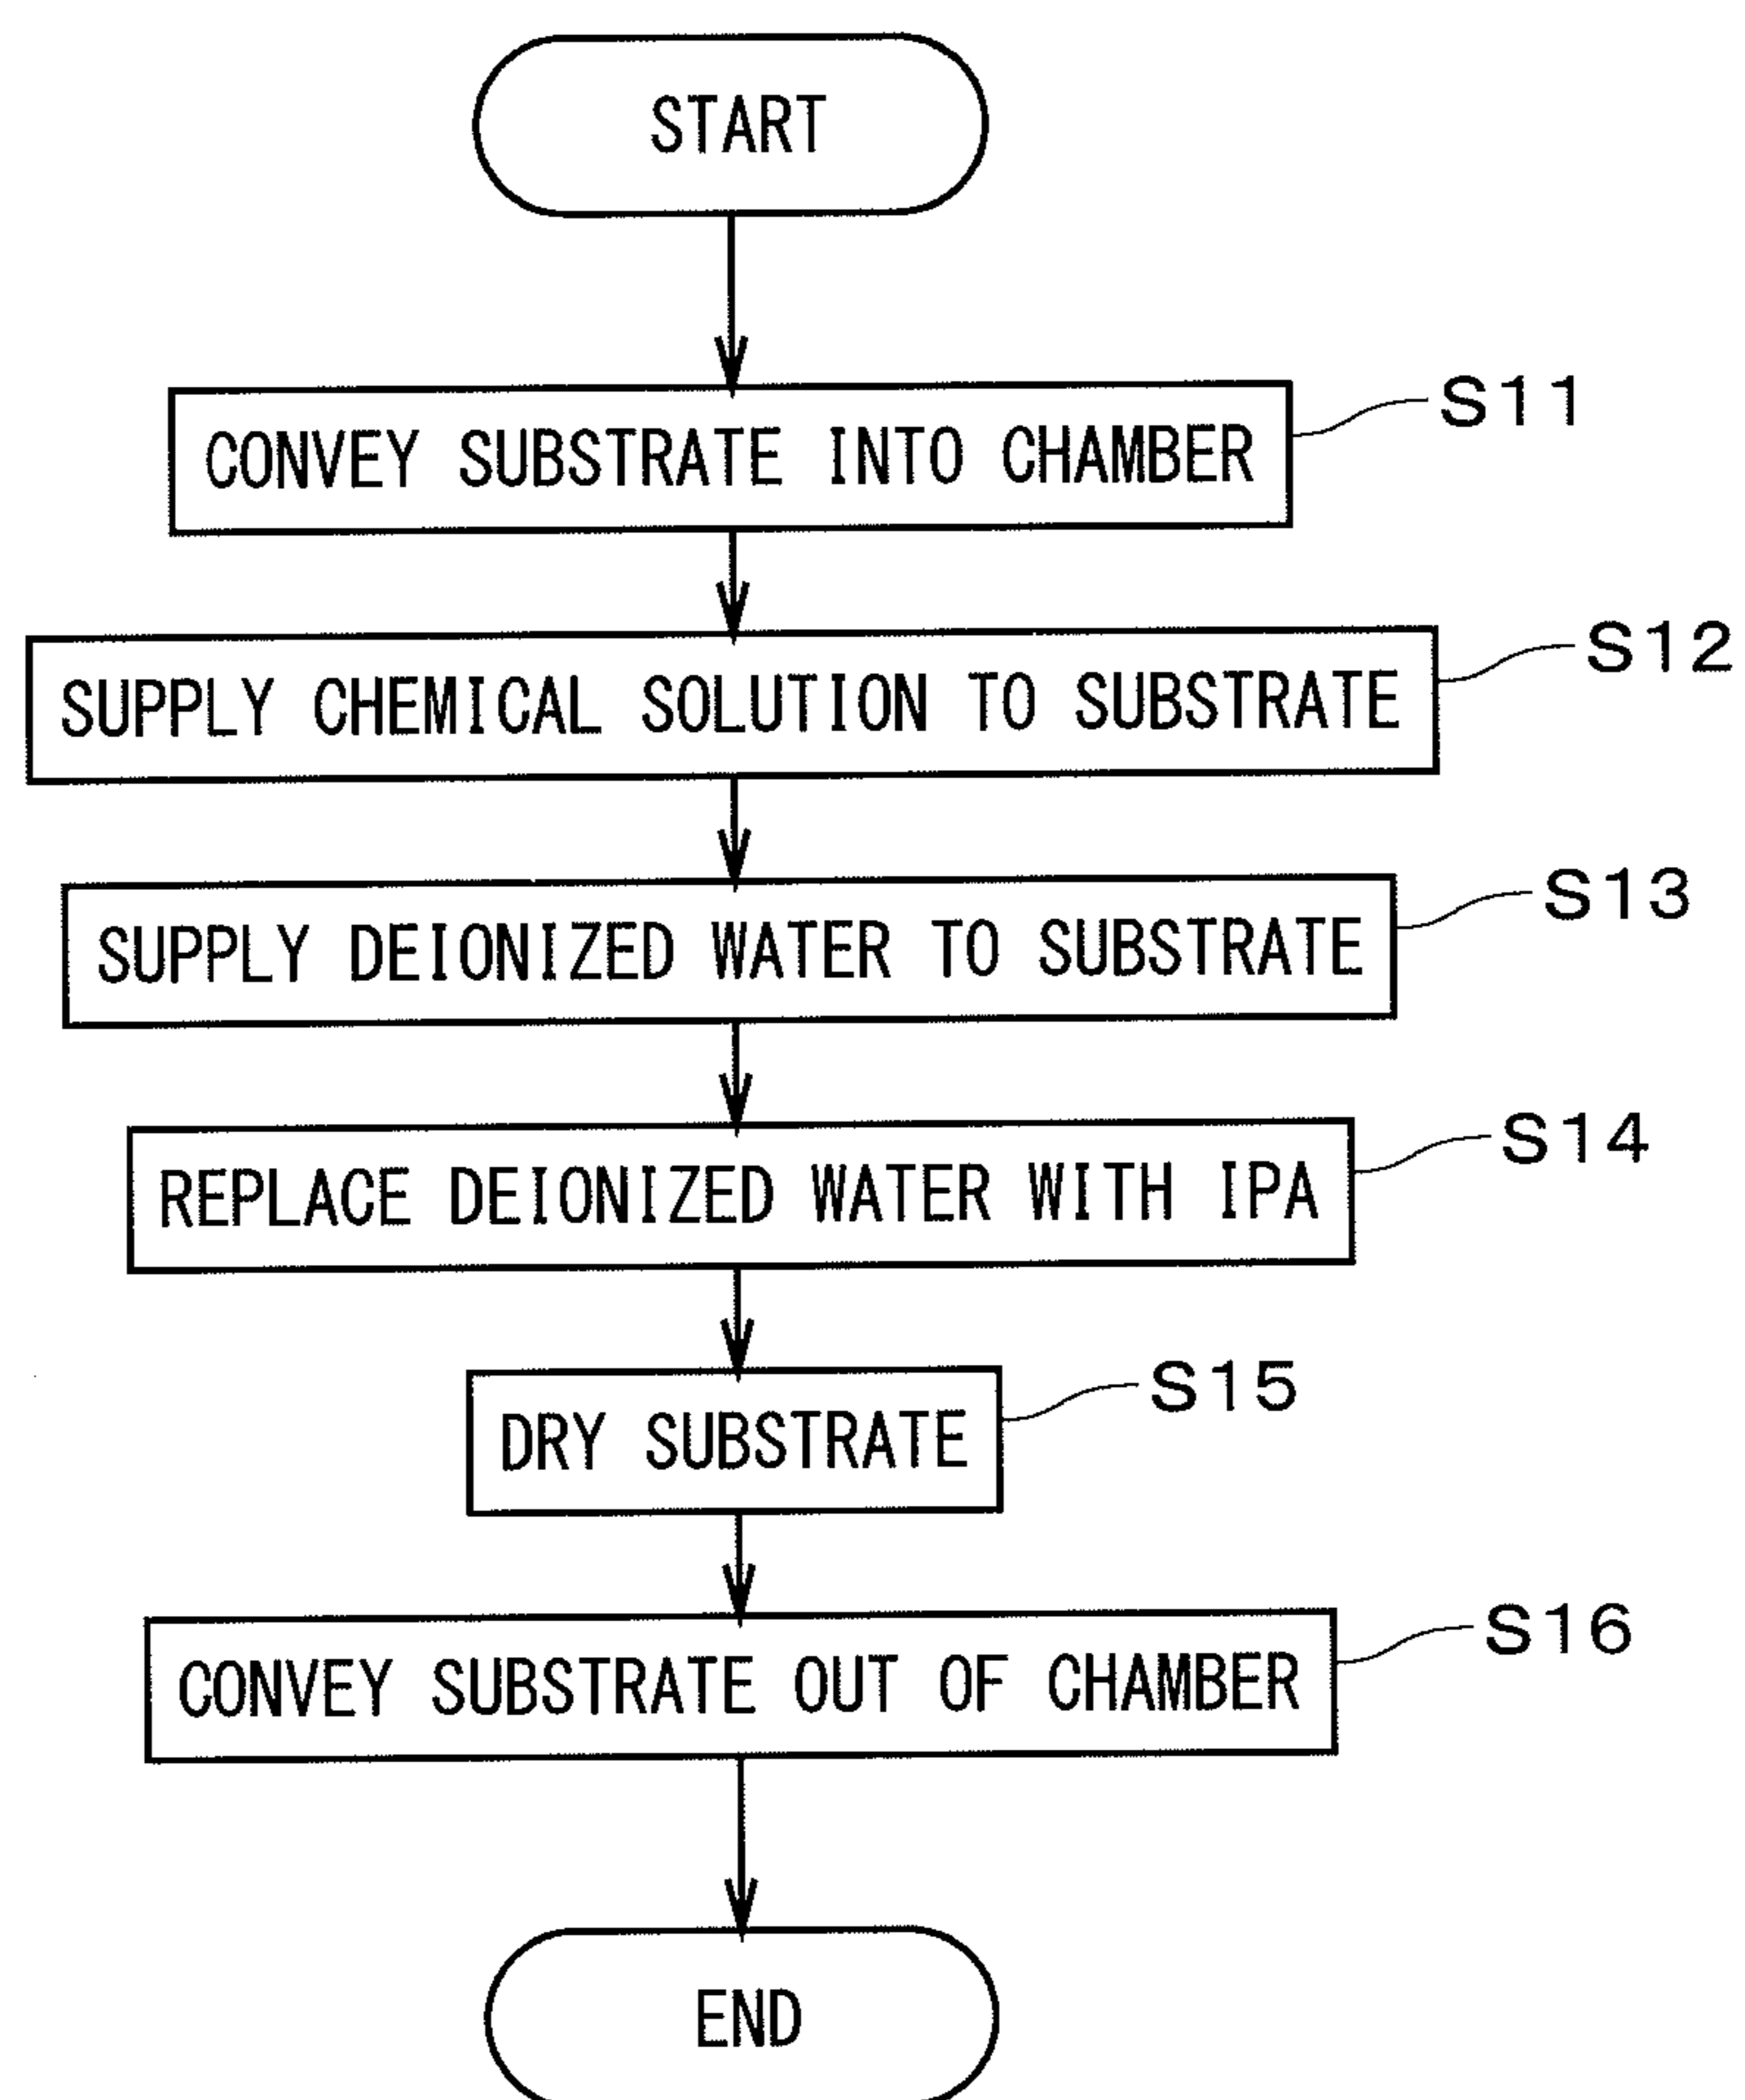 START
CONVEY SUBSTRATE INTO CHAMBER
S11
SUPPLY CHEMICAL SOLUTION TO SUBSTRATE
S12
SUPPLY DEIONIZED WATER TO SUBSTRATE
S13
REPLACE DEIONIZED WATER WITH IPA
S14
DRY SUBSTRATE
S15
CONVEY SUBSTRATE OUT OF CHAMBER
S16
END